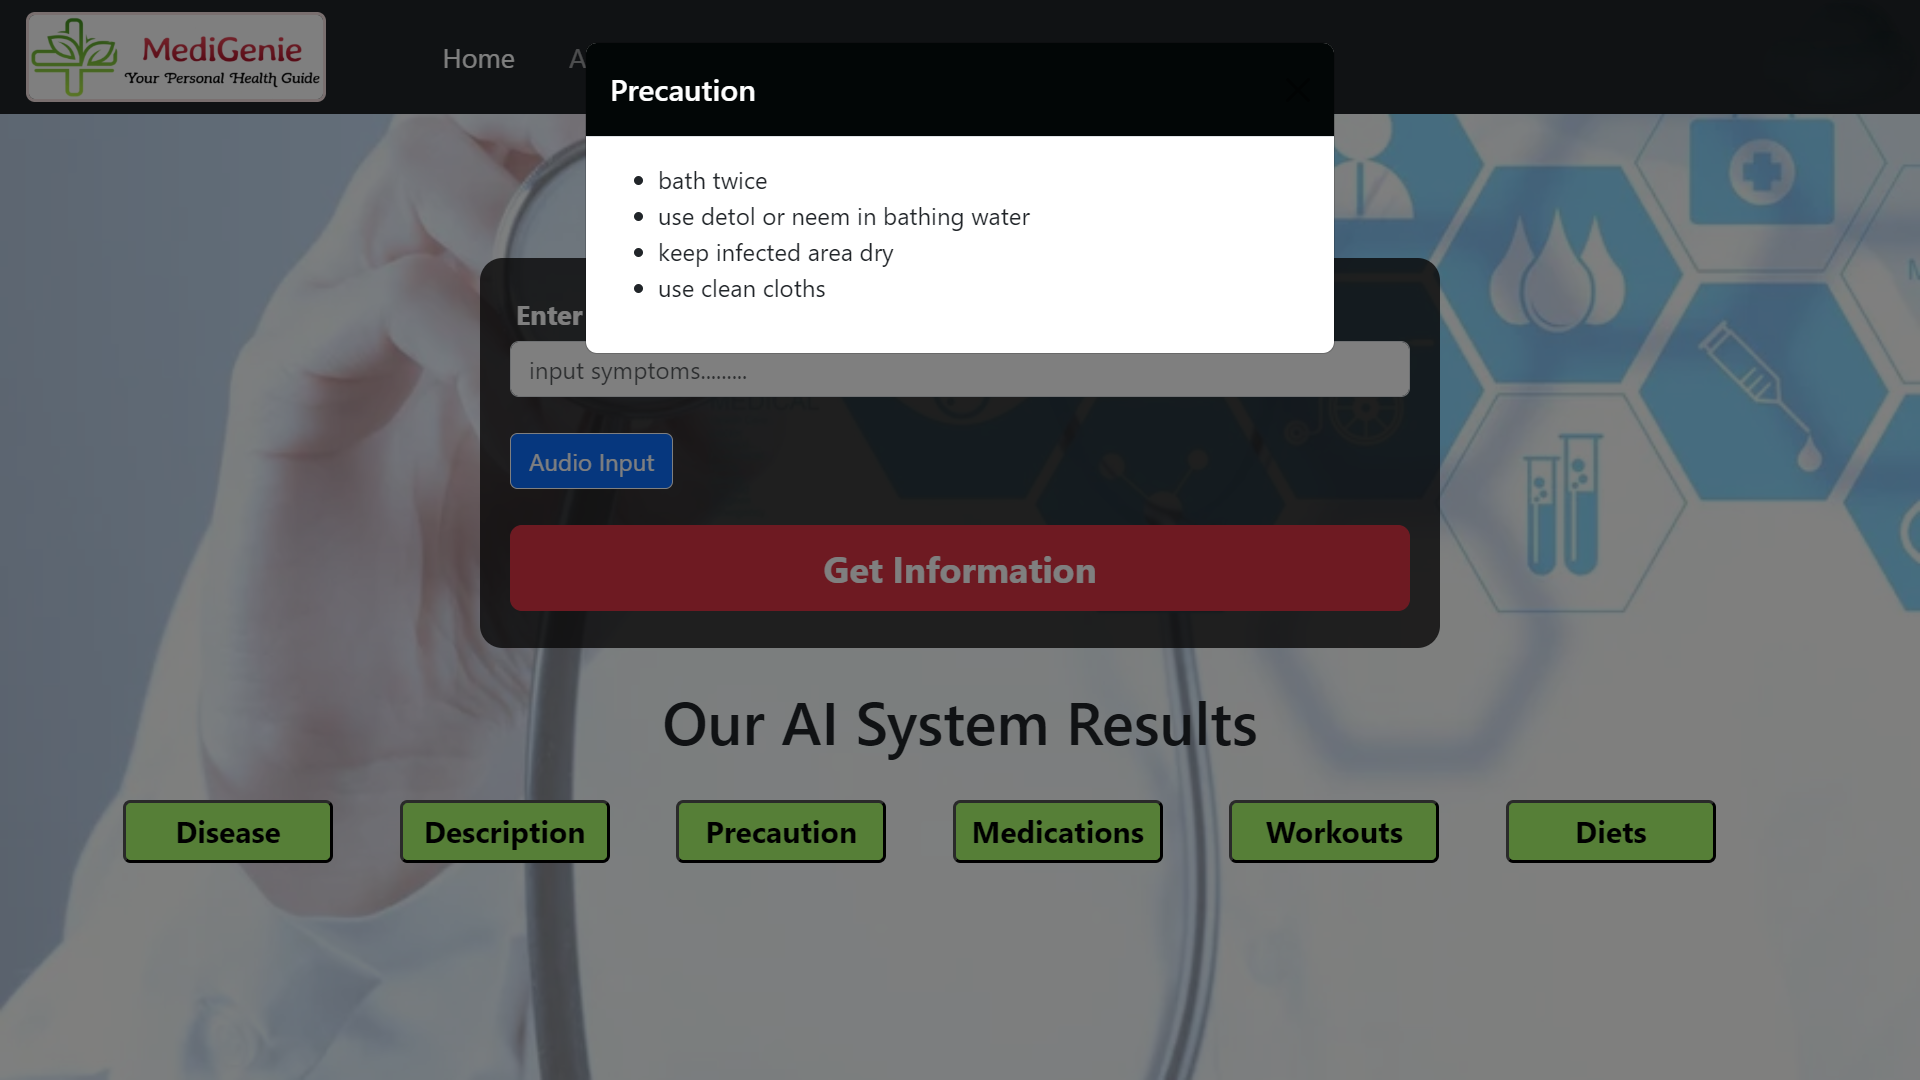 MediGenie
Your Personal Health Guide
Home
A
Precaution
bath twice
use detol or neem in bathing water
keep infected area dry
use clean cloths
Enter
input symptoms.........
MEDICAL
Audio Input
Get Information
Our AI System Results
Disease
Description
Precaution
Medications
Workouts
Diets